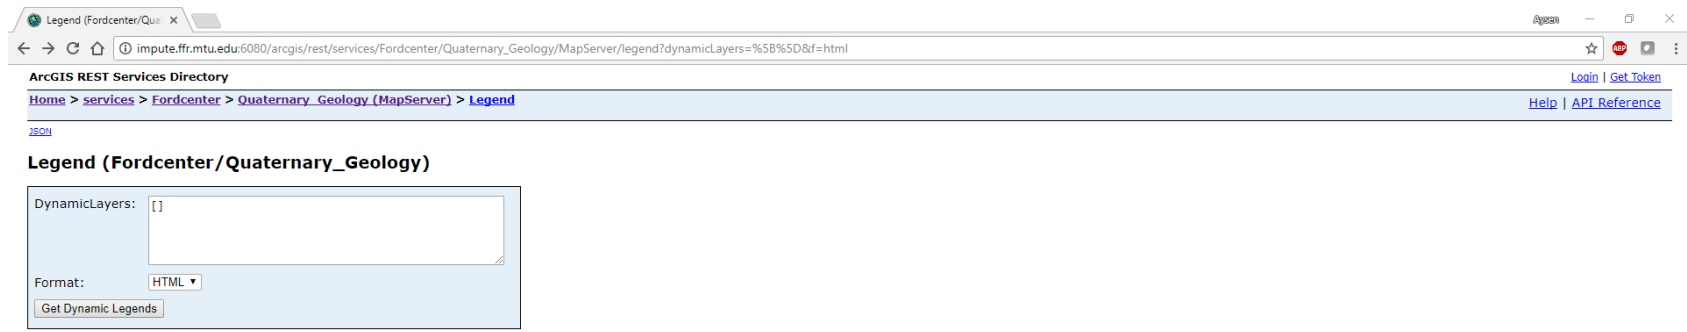 Legend (Fordcenter/Qua
Aysen
impute.ffr.mtu.edu:6080/arcgis/rest/services/Fordcenter/Quaternary_Geology/MapServer/legend?dynamicLayers=%5B%5D&f=html
ABP
ArcGIS REST Services Directory
Login | Get Token
Home > services > Fordcenter > Quaternary_Geology (MapServer) > Legend
Help | API Reference
JSON
Legend (Fordcenter/Quaternary_Geology)
DynamicLayers: []
Format: HTML
Get Dynamic Legends